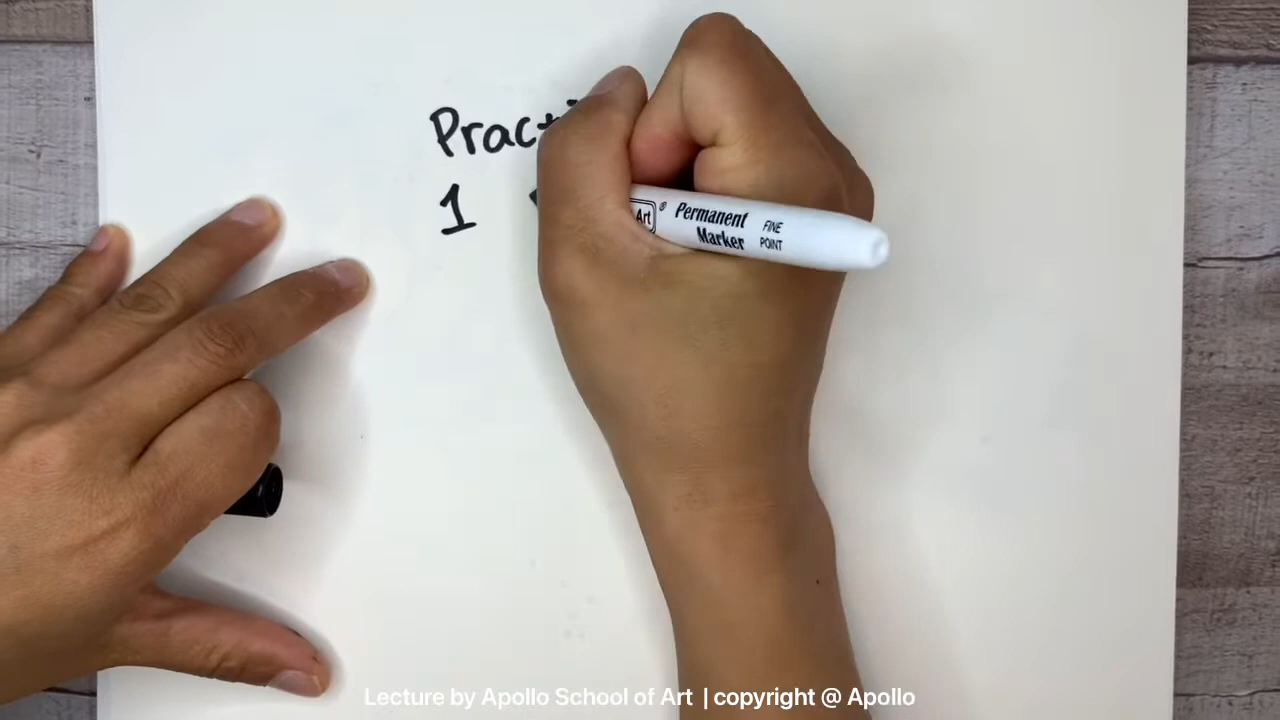 Pract
1
Art® Permanent FINE
Marker POINT
Lecture by Apollo School of Art | copyright @ Apollo